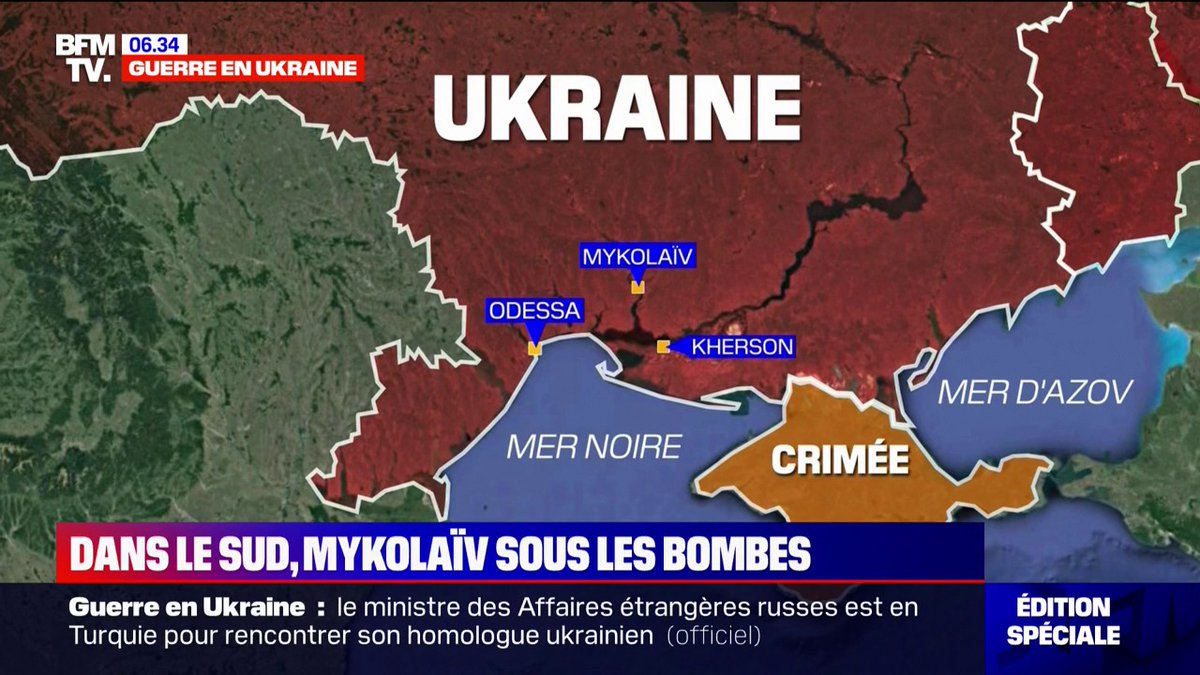 BFM
TV.
06.34
GUERRE EN UKRAINE
UKRAINE
MYKOLAÏV
ODESSA
KHERSON
MER D'AZOV
MER NOIRE
CRIMÉE
DANS LE SUD, MYKOLAÏV SOUS LES BOMBES
Guerre en Ukraine : le ministre des Affaires étrangères russes est en
Turquie pour rencontrer son homologue ukrainien (officiel)
ÉDITION
SPÉCIALE